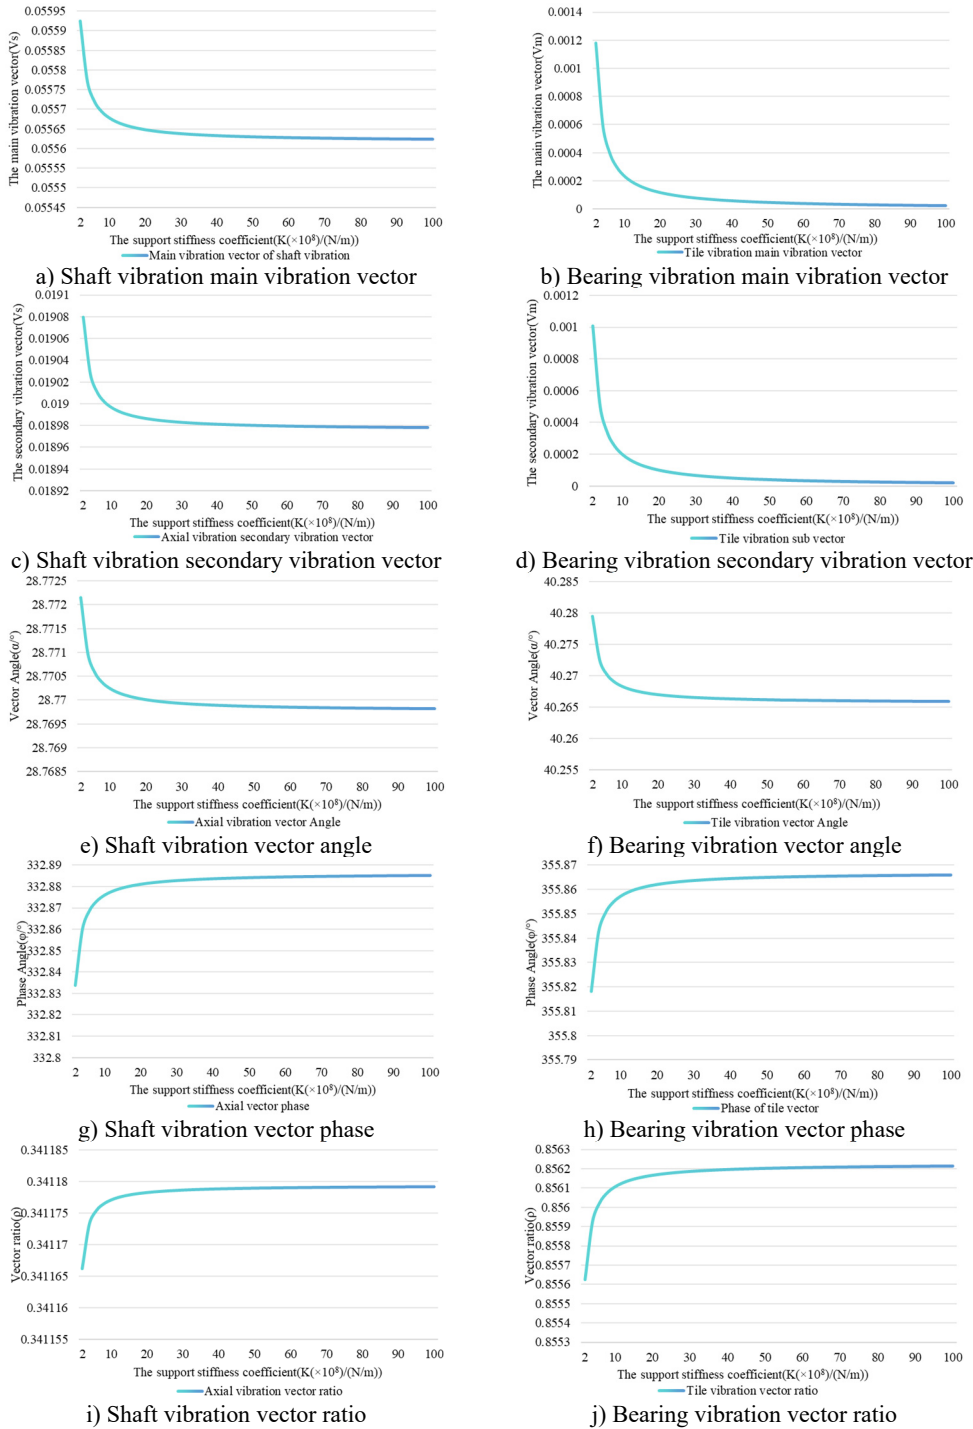 0.05595
0.0559
0.05585
0.0558
0.05575
0.0557
0.05565
0.0556
0.05555
0.0555
0.05545
The main vibration vector(Vs)
2 10 20 30 40 50 60 70 80 90 100
The support stiffness coefficient(K(×10⁸)/(N/m))
Main vibration vector of shaft vibration
a) Shaft vibration main vibration vector
0.0014
0.0012
0.001
0.0008
0.0006
0.0004
0.0002
0
The main vibration vector(Vm)
2 10 20 30 40 50 60 70 80 90 100
The support stiffness coefficient(K(×10⁸)/(N/m))
Tile vibration main vibration vector
b) Bearing vibration main vibration vector
0.0191
0.01908
0.01906
0.01904
0.01902
0.019
0.01898
0.01896
0.01894
0.01892
The secondary vibration vector(Vs)
2 10 20 30 40 50 60 70 80 90 100
The support stiffness coefficient(K(×10⁸)/(N/m))
Axial vibration secondary vibration vector
c) Shaft vibration secondary vibration vector
0.0012
0.001
0.0008
0.0006
0.0004
0.0002
0
The secondary vibration vector(Vm)
2 10 20 30 40 50 60 70 80 90 100
The support stiffness coefficient(K(×10⁸)/(N/m))
Tile vibration sub vector
d) Bearing vibration secondary vibration vector
28.7725
28.772
28.7715
28.771
28.7705
28.77
28.7695
28.769
28.7685
Vector Angle(α/°)
2 10 20 30 40 50 60 70 80 90 100
The support stiffness coefficient(K(×10⁸)/(N/m))
Axial vibration vector Angle
e) Shaft vibration vector angle
40.285
40.28
40.275
40.27
40.265
40.26
40.255
Vector Angle(α/°)
2 10 20 30 40 50 60 70 80 90 100
The support stiffness coefficient(K(×10⁸)/(N/m))
Tile vibration vector Angle
f) Bearing vibration vector angle
332.89
332.88
332.87
332.86
332.85
332.84
332.83
332.82
332.81
332.8
Phase Angle(φ/°)
2 10 20 30 40 50 60 70 80 90 100
The support stiffness coefficient(K(×10⁸)/(N/m))
Axial vector phase
g) Shaft vibration vector phase
355.87
355.86
355.85
355.84
355.83
355.82
355.81
355.8
355.79
Phase Angle(φ/°)
2 10 20 30 40 50 60 70 80 90 100
The support stiffness coefficient(K(×10⁸)/(N/m))
Phase of tile vector
h) Bearing vibration vector phase
0.341185
0.34118
0.341175
0.34117
0.341165
0.34116
0.341155
Vector ratio(ρ)
2 10 20 30 40 50 60 70 80 90 100
The support stiffness coefficient(K(×10⁸)/(N/m))
Axial vibration vector ratio
i) Shaft vibration vector ratio
0.8563
0.8562
0.8561
0.856
0.8559
0.8558
0.8557
0.8556
0.8555
0.8554
0.8553
Vector ratio(ρ)
2 10 20 30 40 50 60 70 80 90 100
The support stiffness coefficient(K(×10⁸)/(N/m))
Tile vibration vector ratio
j) Bearing vibration vector ratio